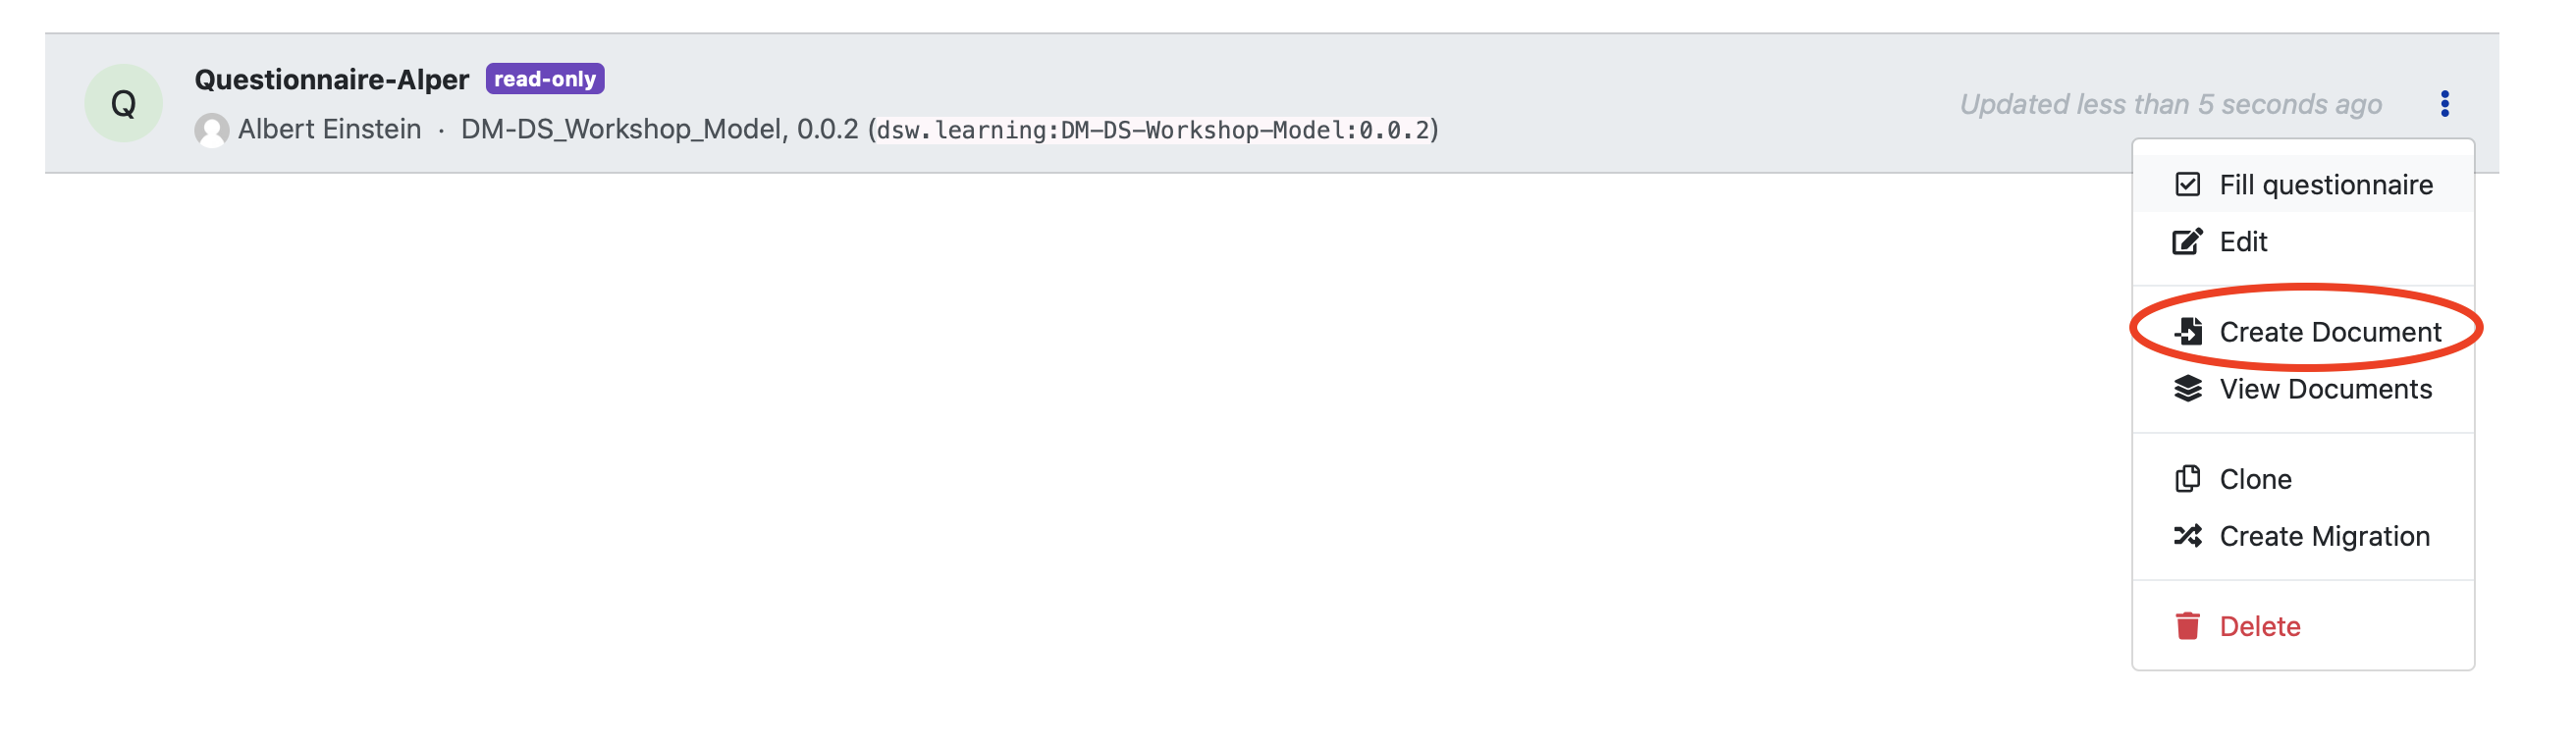 Q
Questionnaire-Alper read-only
Albert Einstein · DM-DS_Workshop_Model, 0.0.2 (dsw.learning:DM-DS-Workshop-Model:0.0.2)
Updated less than 5 seconds ago
Fill questionnaire
Edit
Create Document
View Documents
Clone
Create Migration
Delete